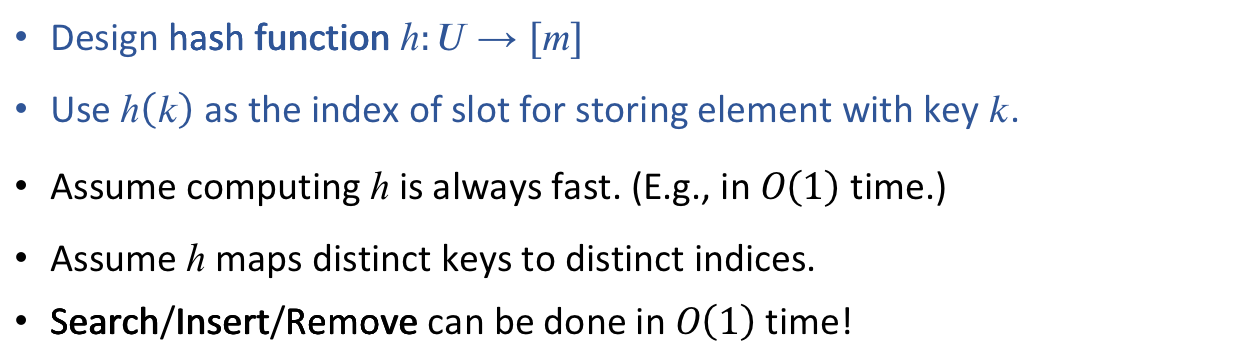 • Design hash function h: U → [m]
• Use h(k) as the index of slot for storing element with key k.
• Assume computing h is always fast. (E.g., in O(1) time.)
• Assume h maps distinct keys to distinct indices.
• Search/Insert/Remove can be done in O(1) time!